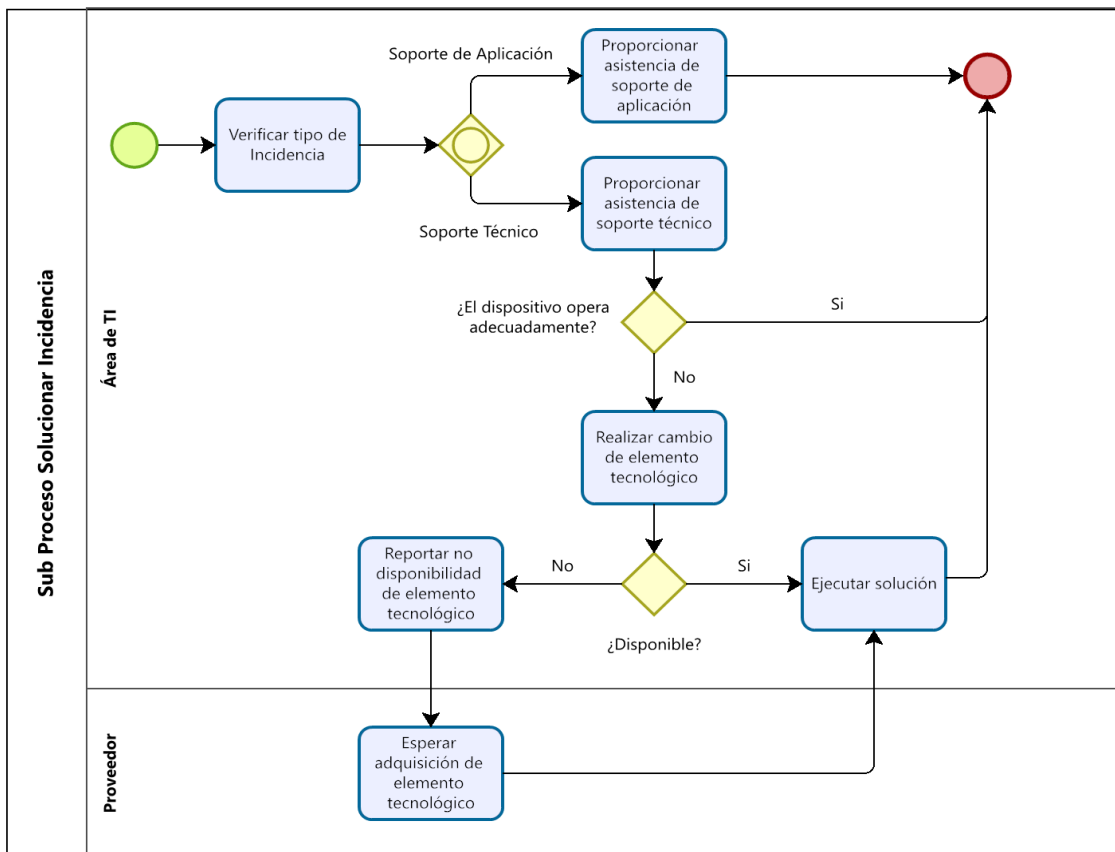 Sub Proceso Solucionar Incidencia
Área de TI
Proveedor
Verificar tipo de
Incidencia
Soporte de Aplicación
Soporte Técnico
Proporcionar
asistencia de
soporte de
aplicación
Proporcionar
asistencia de
soporte técnico
¿El dispositivo opera
adecuadamente?
Si
No
Realizar cambio
de elemento
tecnológico
¿Disponible?
No
Si
Reportar no
disponibilidad
de elemento
tecnológico
Ejecutar solución
Esperar
adquisición de
elemento
tecnológico